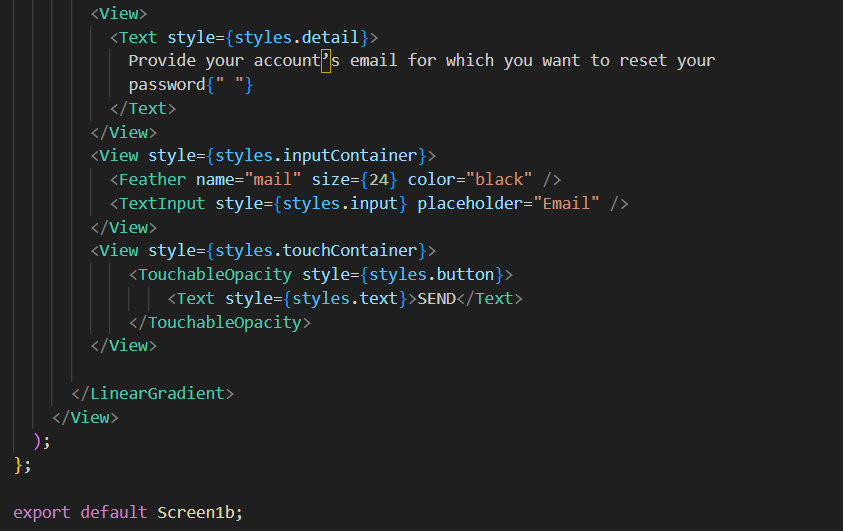 <View>
<Text style={styles.detail}>
Provide your account’s email for which you want to reset your
password{" "}
</Text>
</View>
<View style={styles.inputContainer}>
<Feather name="mail" size={24} color="black" />
<TextInput style={styles.input} placeholder="Email" />
</View>
<View style={styles.touchContainer}>
<TouchableOpacity style={styles.button}>
<Text style={styles.text}>SEND</Text>
</TouchableOpacity>
</View>
</LinearGradient>
</View>
);
};
export default Screen1b;